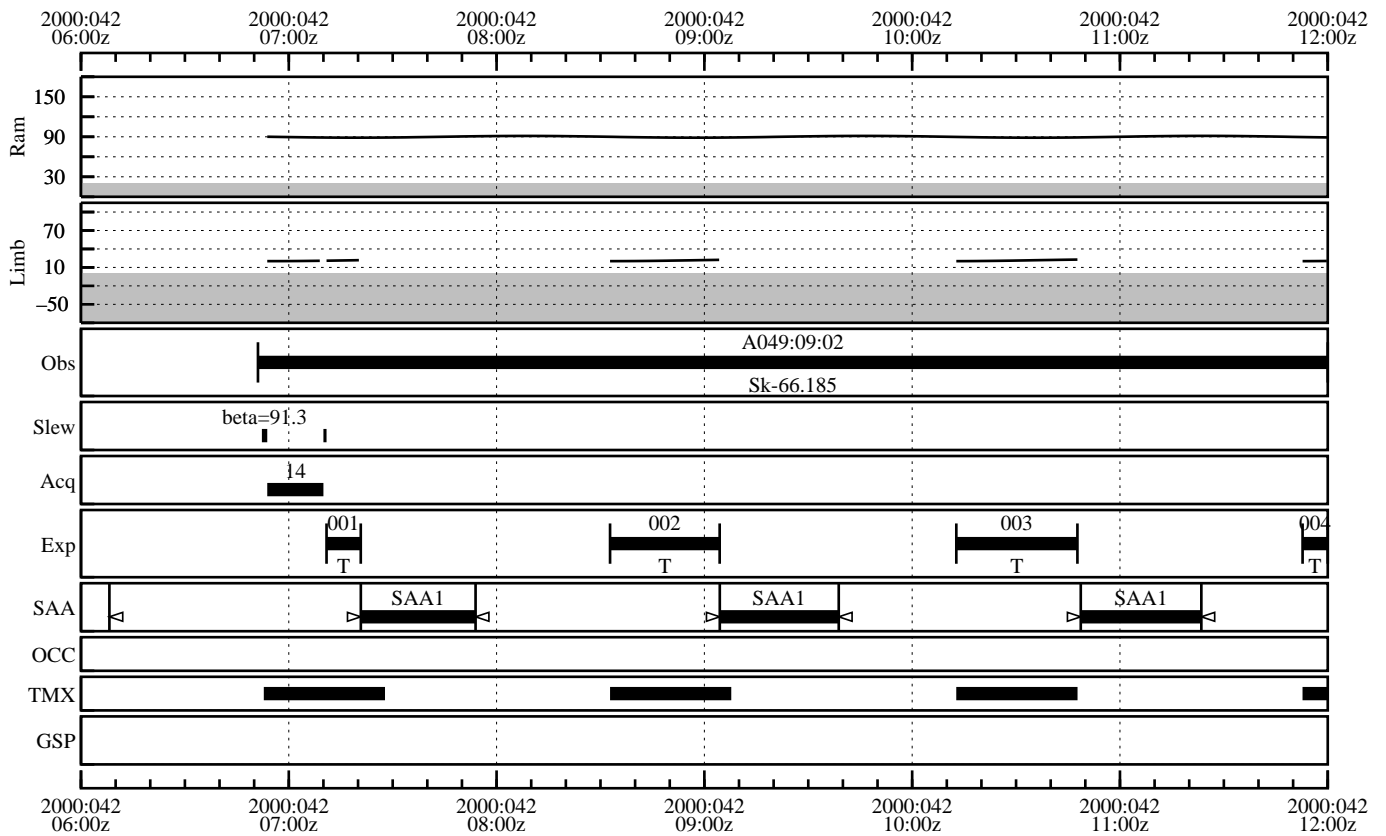 2000:042 2000:042 2000:042 2000:042 2000:042 2000:042 2000:042
06:00z 07:00z 08:00z 09:00z 10:00z 11:00z 12:00z
Ram
150
90
30
Limb
70
10
−50
Obs
A049:09:02
Sk-66.185
Slew
beta=91.3
Acq
14
Exp
001 002 003 004
T T T T
SAA
SAA1 SAA1 SAA1
OCC
TMX
GSP
2000:042 2000:042 2000:042 2000:042 2000:042 2000:042 2000:042
06:00z 07:00z 08:00z 09:00z 10:00z 11:00z 12:00z